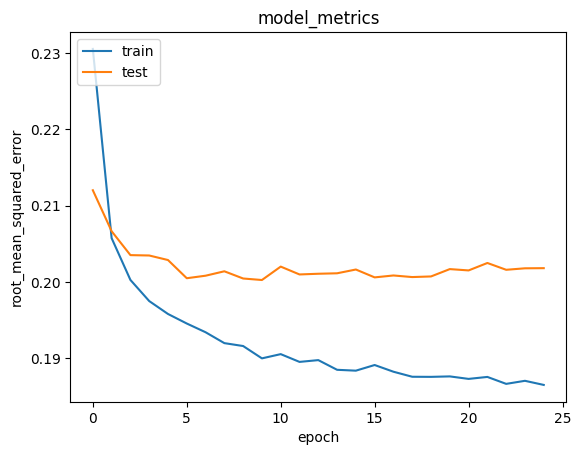 model_metrics
train
test
root_mean_squared_error
0.23
0.22
0.21
0.20
0.19
0
5
10
15
20
25
epoch